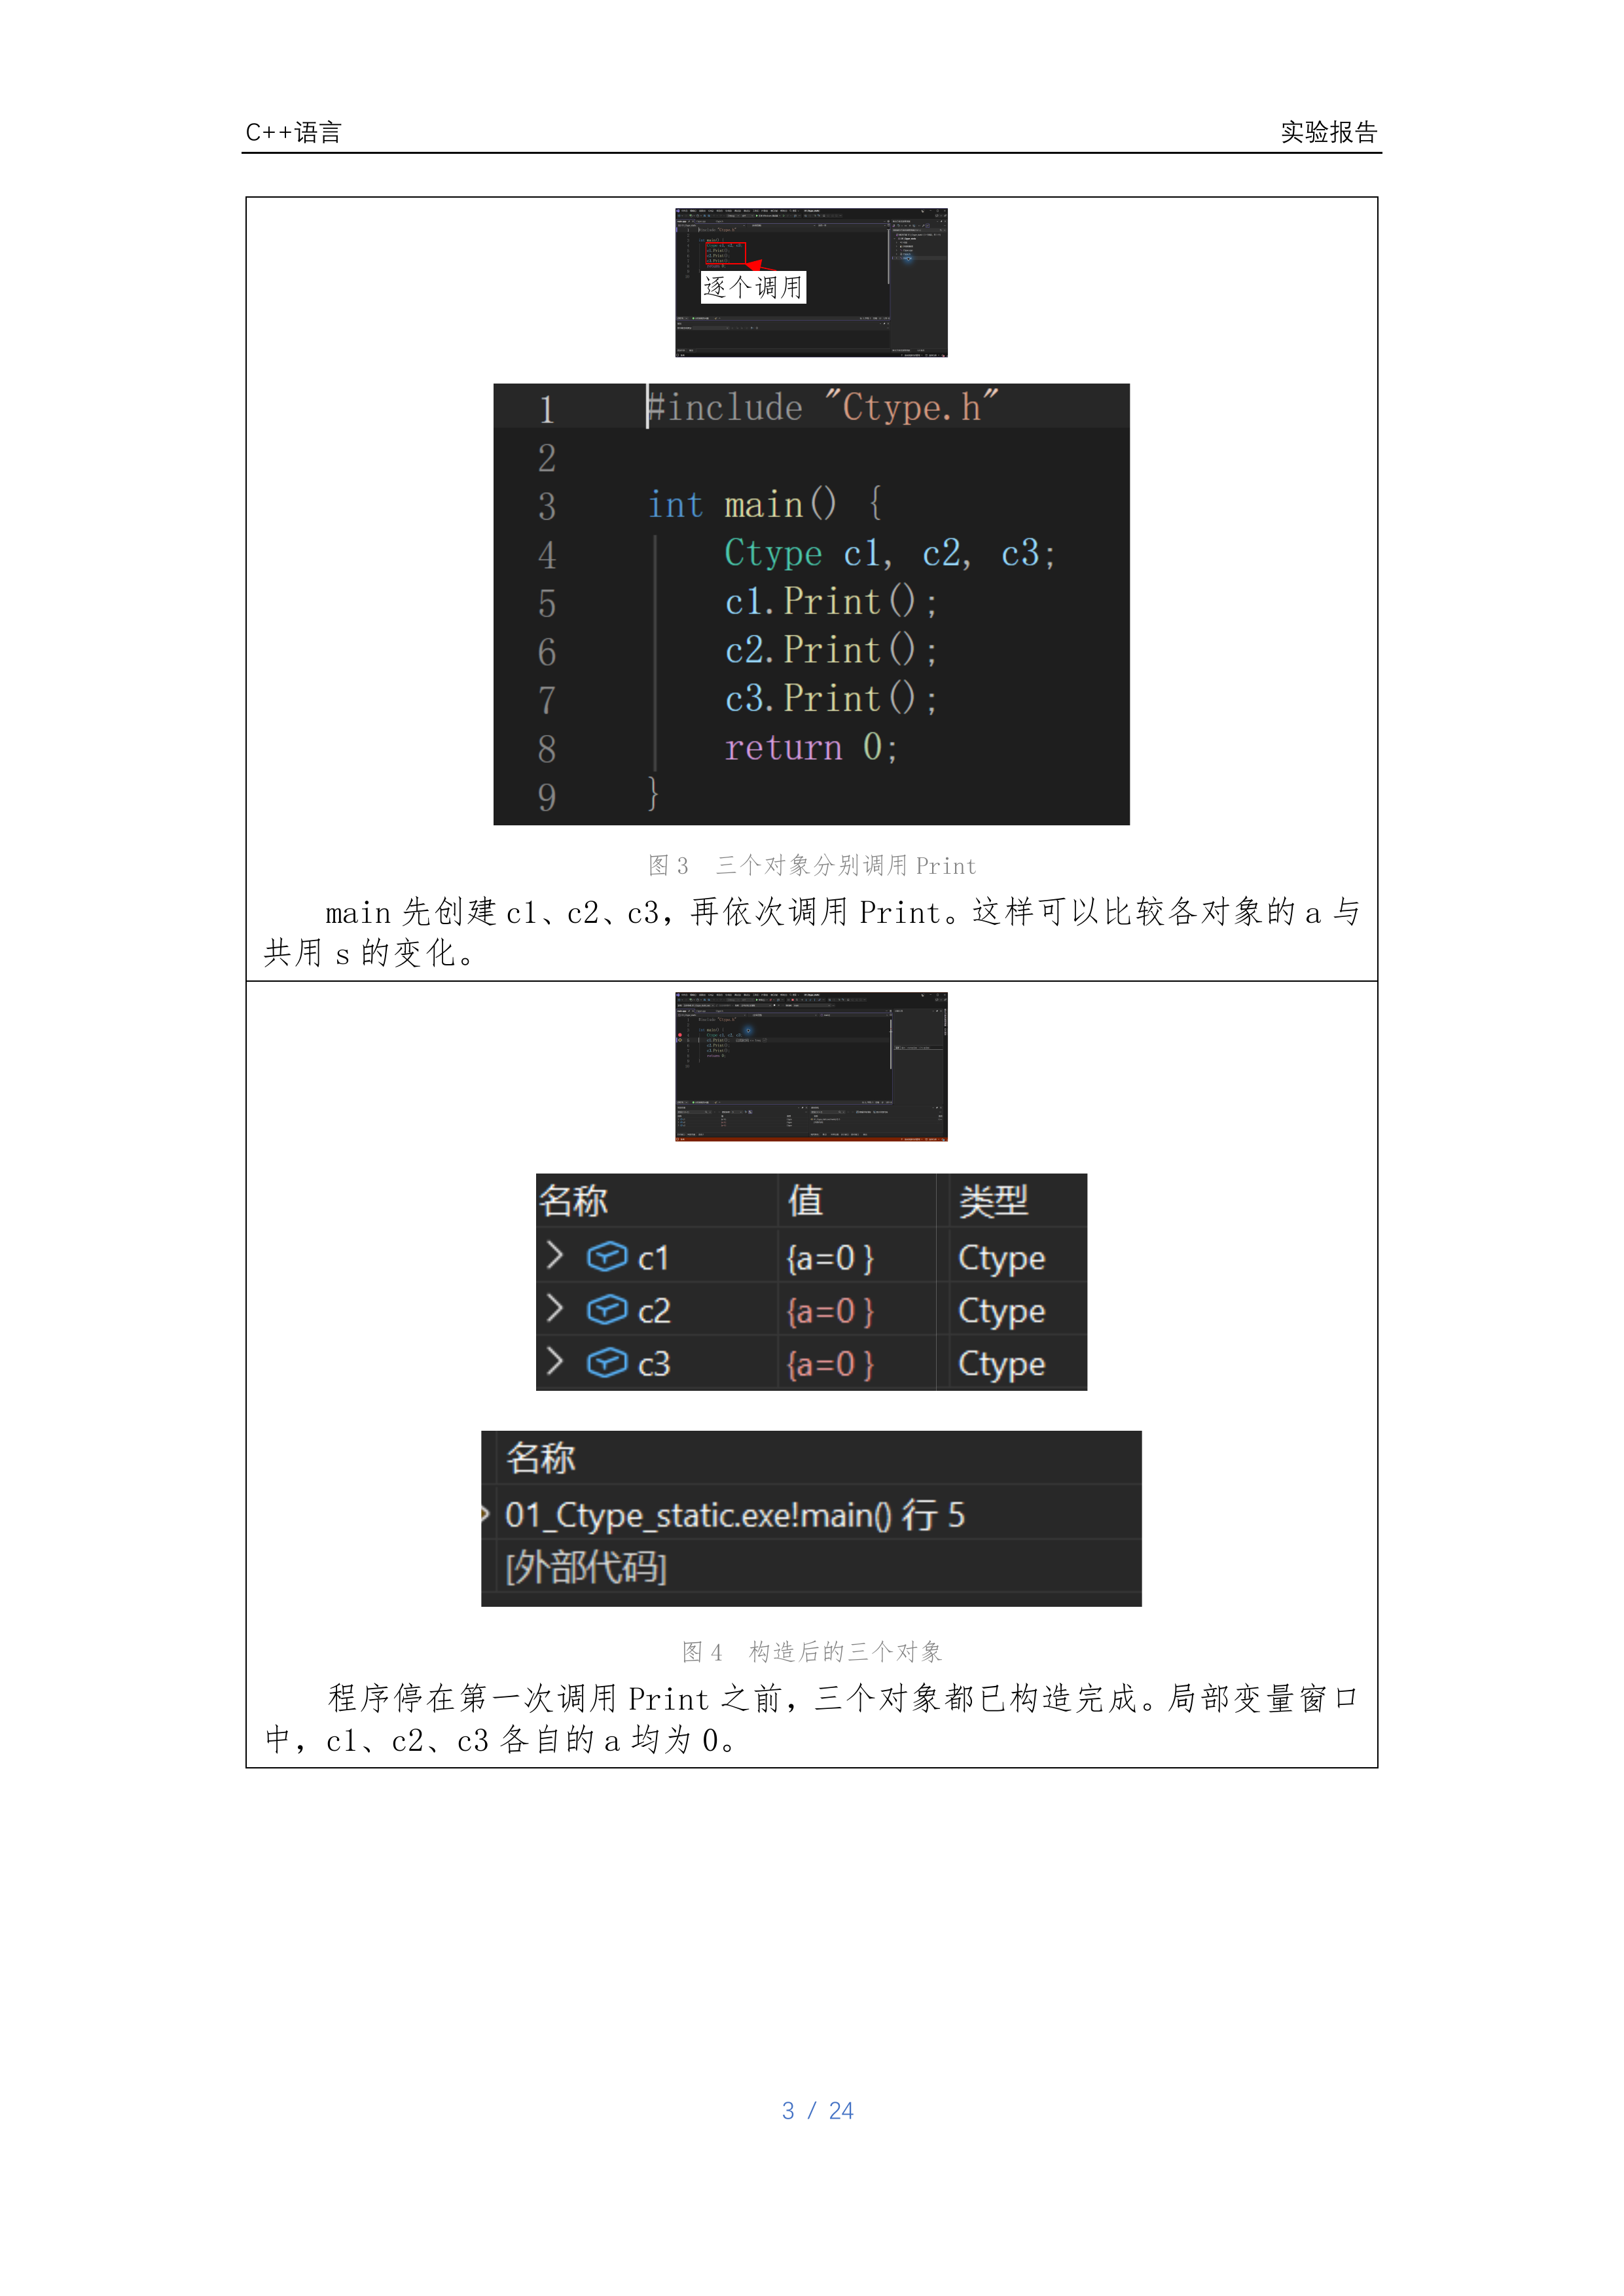 C++语言 实验报告
逐个调用
1 #include "Ctype.h"
2
3 int main() {
4 Ctype c1, c2, c3;
5 c1.Print();
6 c2.Print();
7 c3.Print();
8 return 0;
9 }
图 3 三个对象分别调用 Print
main 先创建 c1、c2、c3，再依次调用 Print。这样可以比较各对象的 a 与
共用 s 的变化。
名称 值 类型
c1 {a=0 } Ctype
c2 {a=0 } Ctype
c3 {a=0 } Ctype
名称
01_Ctype_static.exe!main() 行 5
[外部代码]
图 4 构造后的三个对象
程序停在第一次调用 Print 之前，三个对象都已构造完成。局部变量窗口
中，c1、c2、c3 各自的 a 均为 0。
3 / 24